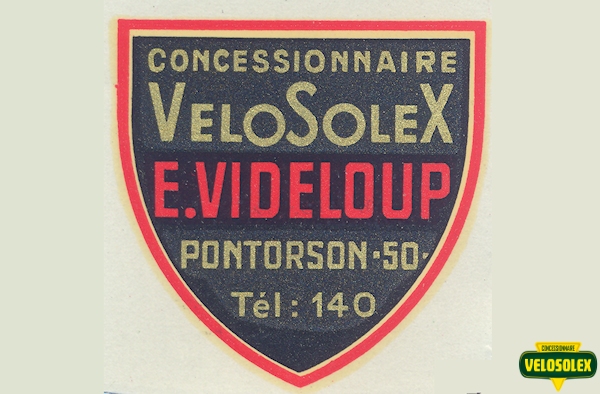 CONCESSIONNAIRE
VELOSOLEX
E.VIDELOUP
PONTORSON·50·
Tél: 140
CONCESSIONNAIRE
VELOSOLEX